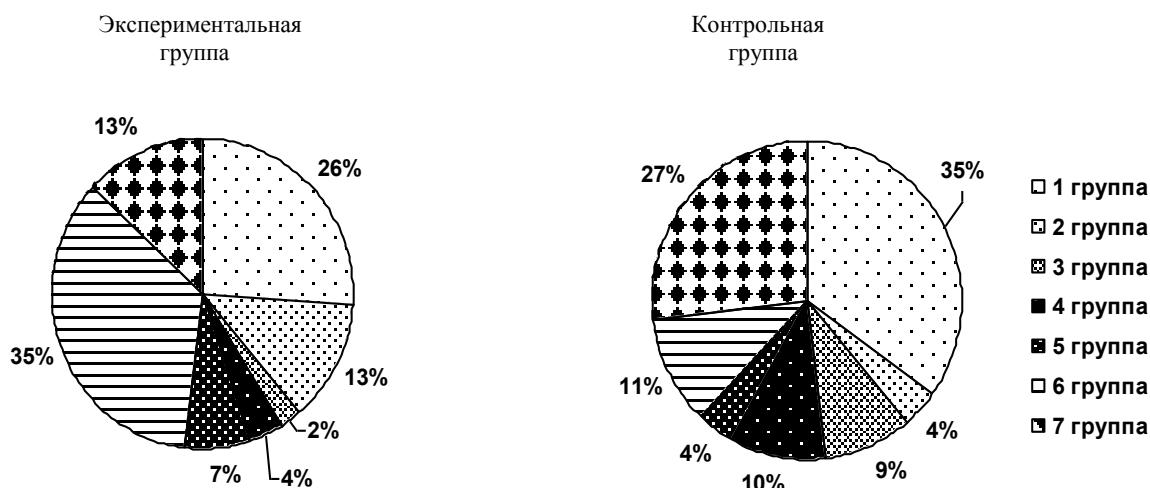 Экспериментальная
группа
Контрольная
группа
13%
26%
35%
13%
2%
7%
4%
27%
35%
11%
4%
4%
9%
10%
1 группа
2 группа
3 группа
4 группа
5 группа
6 группа
7 группа